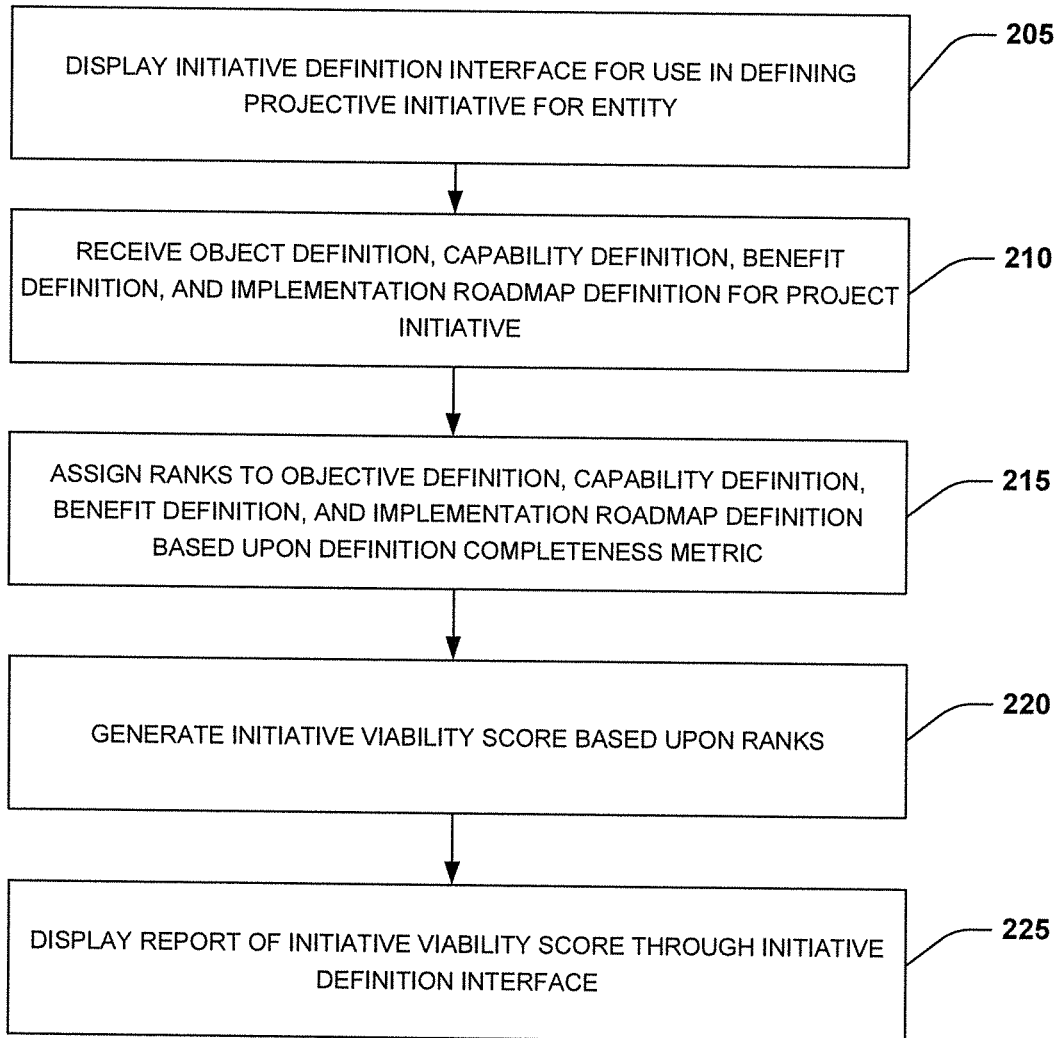 DISPLAY INITIATIVE DEFINITION INTERFACE FOR USE IN DEFINING
PROJECTIVE INITIATIVE FOR ENTITY
205
RECEIVE OBJECT DEFINITION, CAPABILITY DEFINITION, BENEFIT
DEFINITION, AND IMPLEMENTATION ROADMAP DEFINITION FOR PROJECT
INITIATIVE
210
ASSIGN RANKS TO OBJECTIVE DEFINITION, CAPABILITY DEFINITION,
BENEFIT DEFINITION, AND IMPLEMENTATION ROADMAP DEFINITION
BASED UPON DEFINITION COMPLETENESS METRIC
215
GENERATE INITIATIVE VIABILITY SCORE BASED UPON RANKS
220
DISPLAY REPORT OF INITIATIVE VIABILITY SCORE THROUGH INITIATIVE
DEFINITION INTERFACE
225